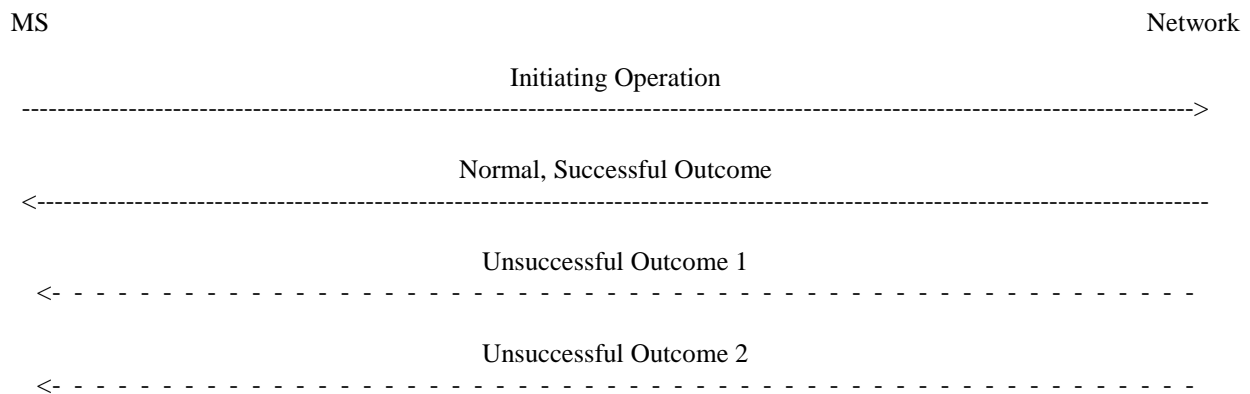 MS Network
Initiating Operation
Normal, Successful Outcome
Unsuccessful Outcome 1
Unsuccessful Outcome 2